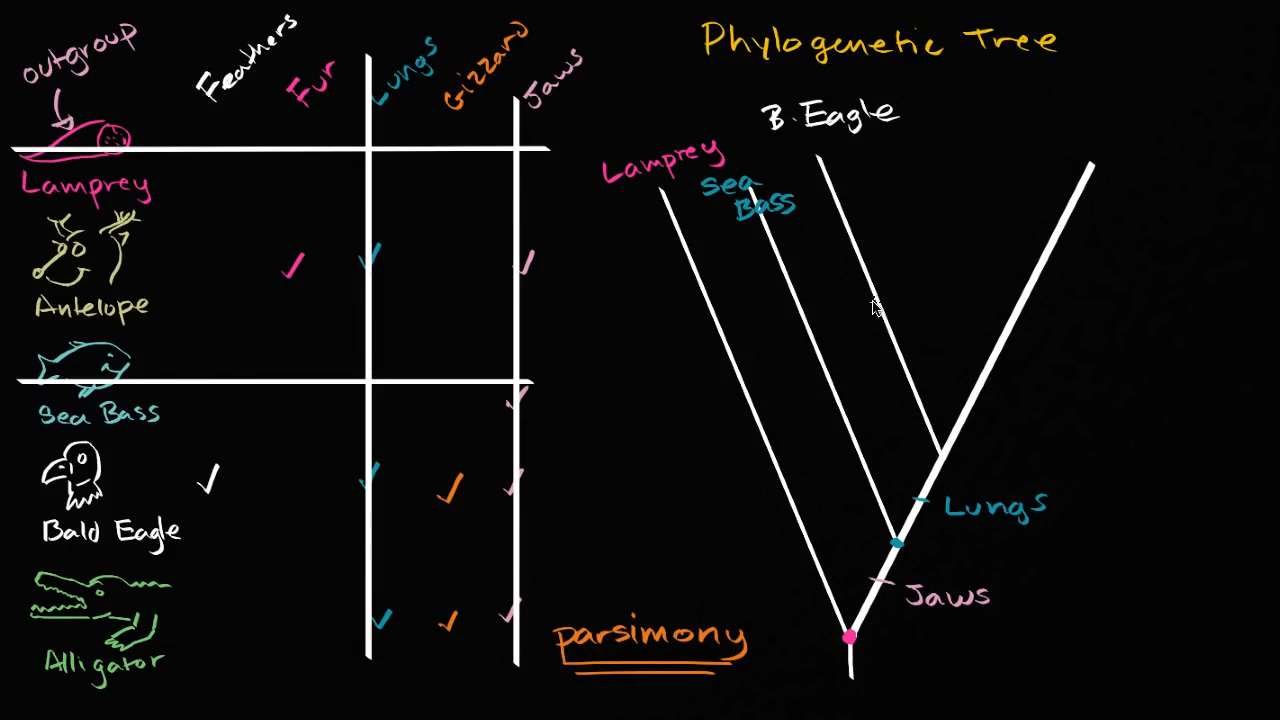 Phylogenetic Tree
outgroup
Feathers
Fur
Lungs
Gizzard
Jaws
Lamprey
Antelope
Sea Bass
Bald Eagle
Alligator
parsimony
Lamprey
Sea
Bass
B. Eagle
Lungs
Jaws